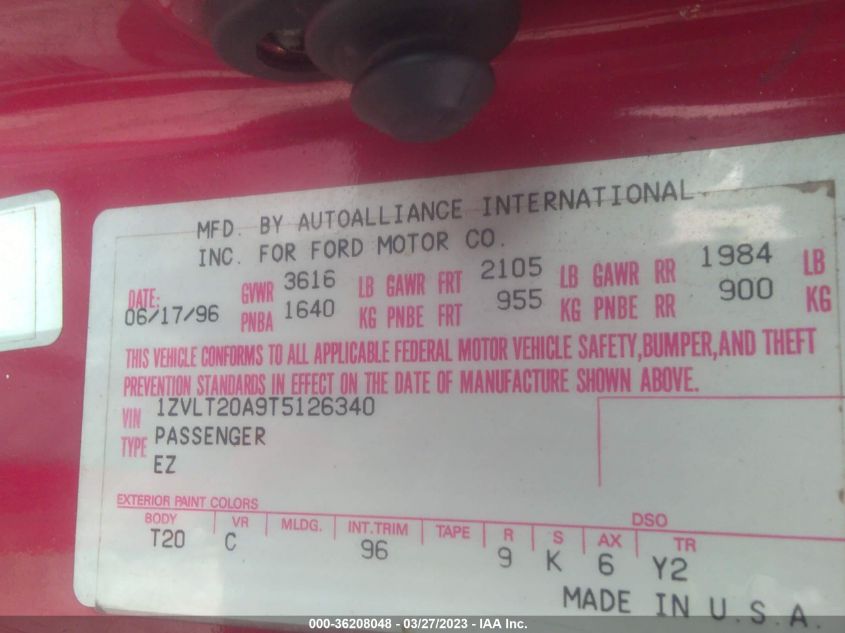 MFD. BY AUTOALLIANCE INTERNATIONAL
INC. FOR FORD MOTOR CO.
DATE: 06/17/96 GVWR 3616 LB GAWR FRT 2105 LB GAWR RR 1984 LB
PNBA 1640 KG PNBE FRT 955 KG PNBE RR 900 KG
THIS VEHICLE CONFORMS TO ALL APPLICABLE FEDERAL MOTOR VEHICLE SAFETY, BUMPER, AND THEFT
PREVENTION STANDARDS IN EFFECT ON THE DATE OF MANUFACTURE SHOWN ABOVE.
VIN 1ZVLT20A9T5126340
TYPE PASSENGER
EZ
EXTERIOR PAINT COLORS DSO
BODY VR MLDG. INT.TRIM TAPE R S AX TR
T20 C 96 9 K 6 Y2
MADE IN U.S.A.
000-36208048 - 03/27/2023 - IAA Inc.